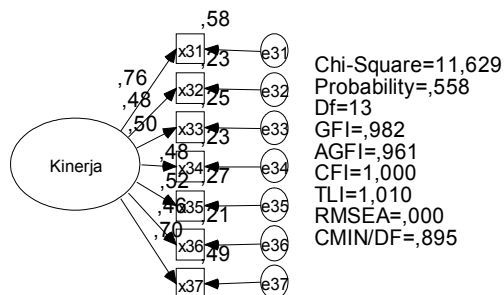 ,58
x31
e31
,76
,23
x32
e32
,48
,25
x33
e33
,50
,23
x34
e34
,48
,27
x35
e35
,52
,21
x36
e36
,46
,49
x37
e37
,70
Kinerja
Chi-Square=11,629
Probability=,558
Df=13
GFI=,982
AGFI=,961
CFI=1,000
TLI=1,010
RMSEA=,000
CMIN/DF=,895